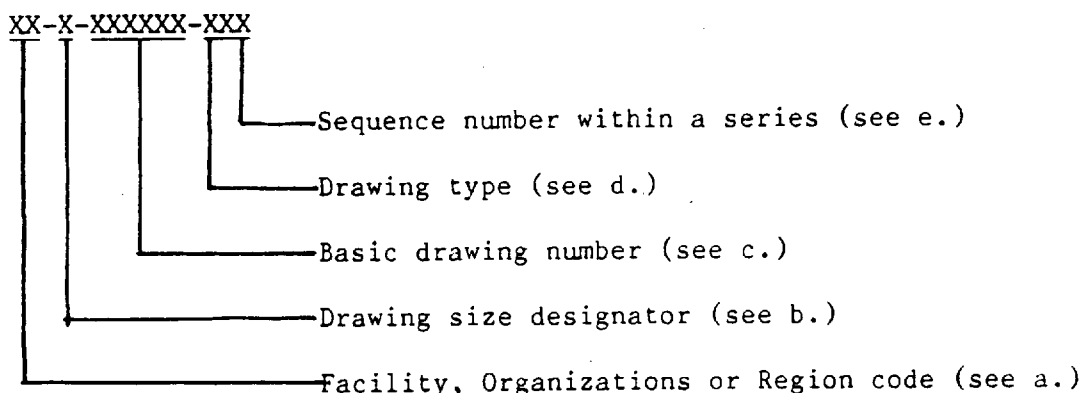 XX-X-XXXXXX-XXX
Sequence number within a series (see e.)
Drawing type (see d.)
Basic drawing number (see c.)
Drawing size designator (see b.)
Facility, Organizations or Region code (see a.)